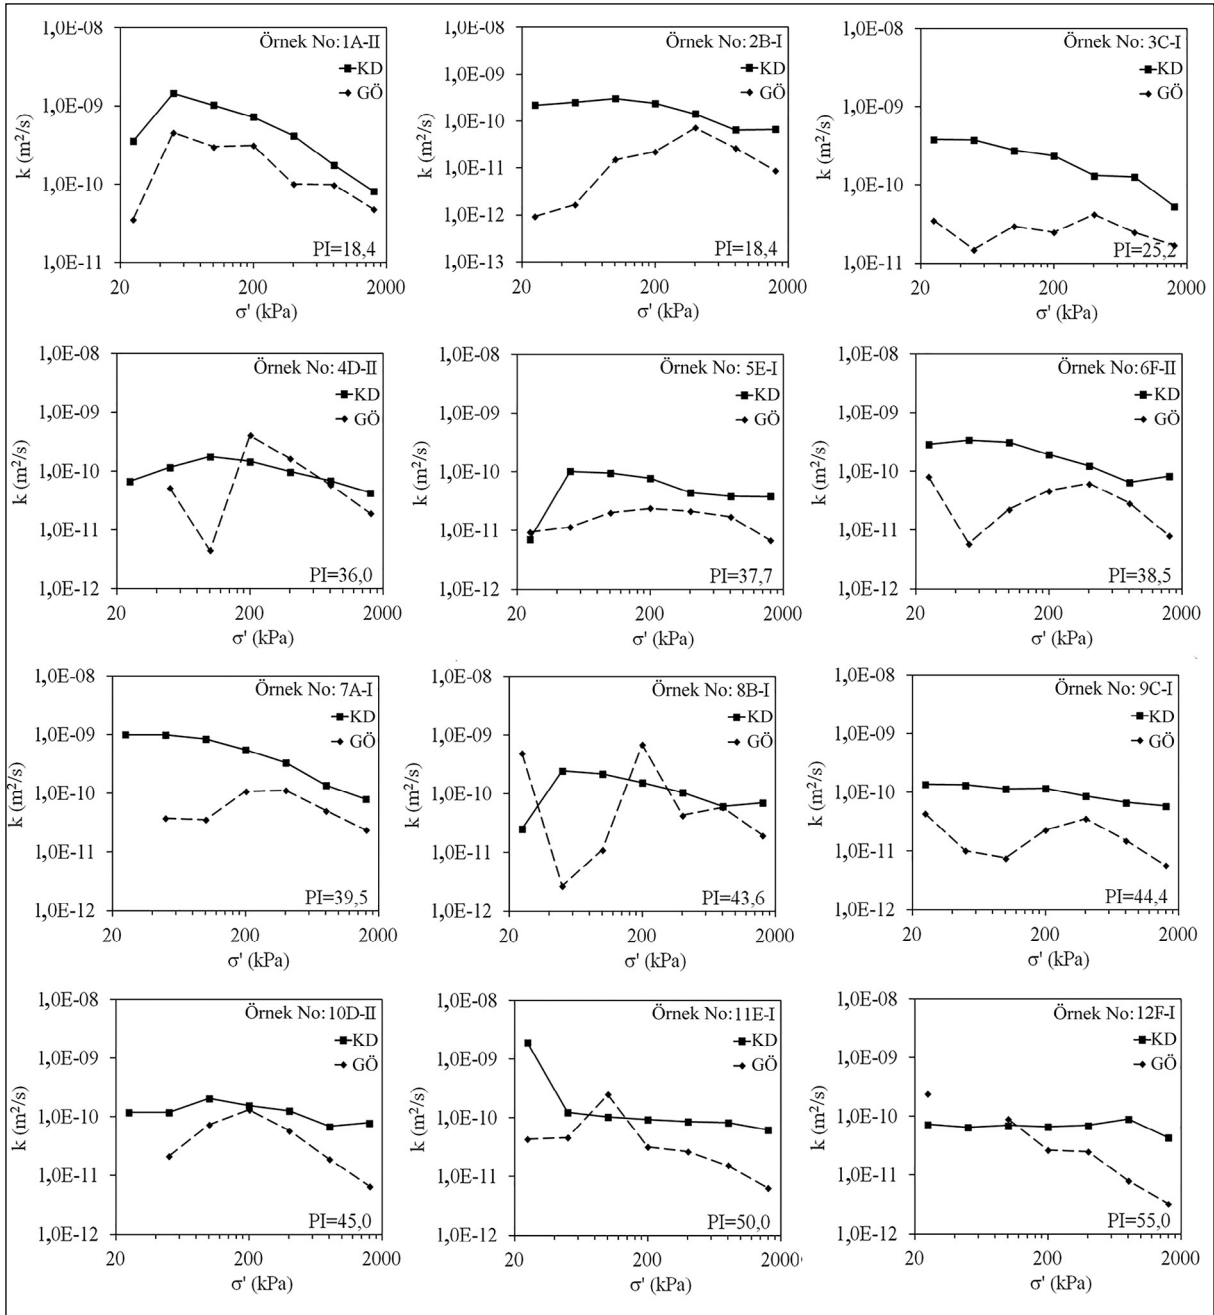 1,0E-08
Örnek No:1A-II
KD
GÖ
1,0E-09
1,0E-10
1,0E-11
k (m²/s)
PI=18,4
20
200
2000
σ' (kPa)
1,0E-08
Örnek No:2B-I
KD
GÖ
1,0E-09
1,0E-10
1,0E-11
1,0E-12
1,0E-13
k (m²/s)
PI=18,4
20
200
2000
σ' (kPa)
1,0E-08
Örnek No: 3C-I
KD
GÖ
1,0E-09
1,0E-10
1,0E-11
k (m²/s)
PI=25,2
20
200
2000
σ' (kPa)
1,0E-08
Örnek No: 4D-II
KD
GÖ
1,0E-09
1,0E-10
1,0E-11
1,0E-12
k (m²/s)
PI=36,0
20
200
2000
σ' (kPa)
1,0E-08
Örnek No: 5E-I
KD
GÖ
1,0E-09
1,0E-10
1,0E-11
1,0E-12
k (m²/s)
PI=37,7
20
200
2000
σ' (kPa)
1,0E-08
Örnek No:6F-II
KD
GÖ
1,0E-09
1,0E-10
1,0E-11
1,0E-12
k (m²/s)
PI=38,5
20
200
2000
σ' (kPa)
1,0E-08
Örnek No: 7A-I
KD
GÖ
1,0E-09
1,0E-10
1,0E-11
1,0E-12
k (m²/s)
PI=39,5
20
200
2000
σ' (kPa)
1,0E-08
Örnek No: 8B-I
KD
GÖ
1,0E-09
1,0E-10
1,0E-11
1,0E-12
k (m²/s)
PI=43,6
20
200
2000
σ' (kPa)
1,0E-08
Örnek No: 9C-I
KD
GÖ
1,0E-09
1,0E-10
1,0E-11
1,0E-12
k (m²/s)
PI=44,4
20
200
2000
σ' (kPa)
1,0E-08
Örnek No:10D-II
KD
GÖ
1,0E-09
1,0E-10
1,0E-11
1,0E-12
k (m²/s)
PI=45,0
20
200
2000
σ' (kPa)
1,0E-08
Örnek No:11E-I
KD
GÖ
1,0E-09
1,0E-10
1,0E-11
1,0E-12
k (m²/s)
PI=50,0
20
200
2000
σ' (kPa)
1,0E-08
Örnek No:12F-I
KD
GÖ
1,0E-09
1,0E-10
1,0E-11
1,0E-12
k (m²/s)
PI=55,0
20
200
2000
σ' (kPa)